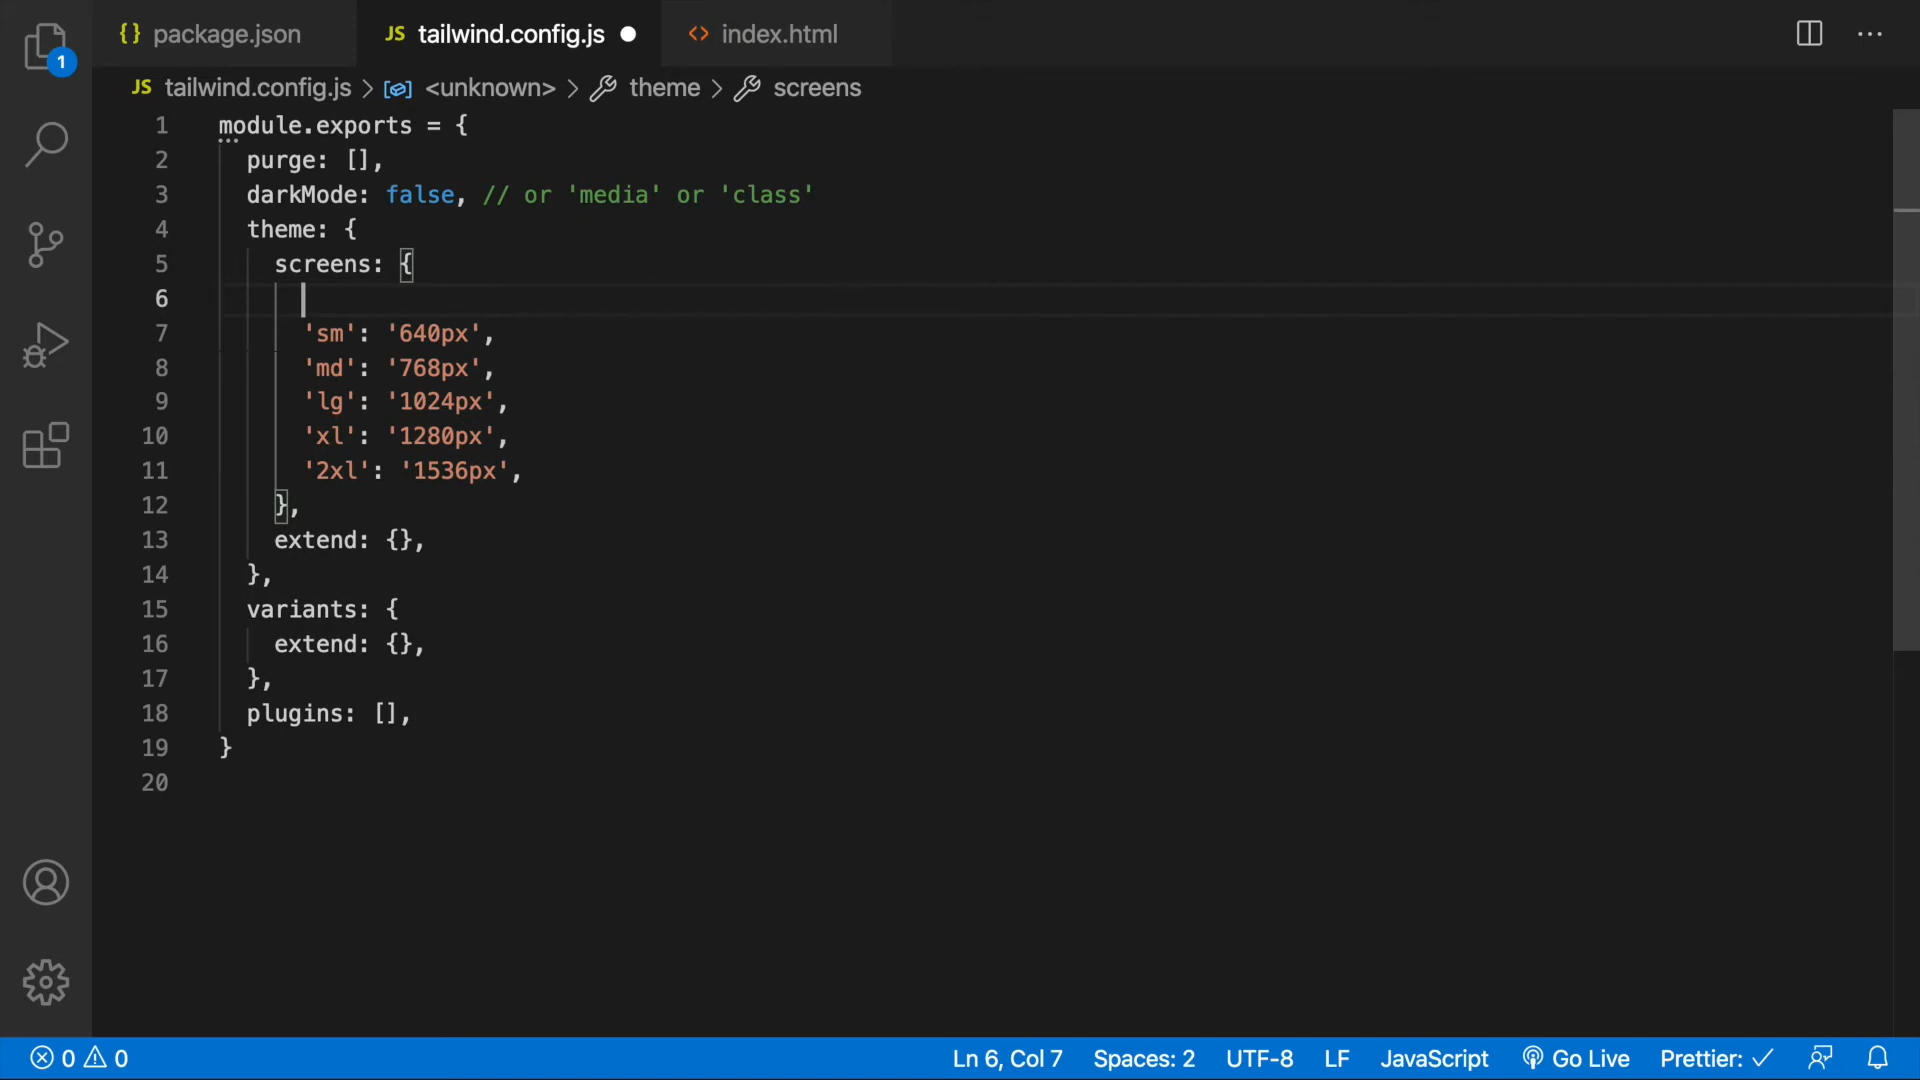 {} package.json JS tailwind.config.js index.html
1
JS tailwind.config.js > <unknown> > theme > screens
1 module.exports = {
2 purge: [],
3 darkMode: false, // or 'media' or 'class'
4 theme: {
5 screens: {
6
7 'sm': '640px',
8 'md': '768px',
9 'lg': '1024px',
10 'xl': '1280px',
11 '2xl': '1536px',
12 },
13 extend: {},
14 },
15 variants: {
16 extend: {},
17 },
18 plugins: [],
19 }
20
0 0 Ln 6, Col 7 Spaces: 2 UTF-8 LF JavaScript Go Live Prettier: ✓